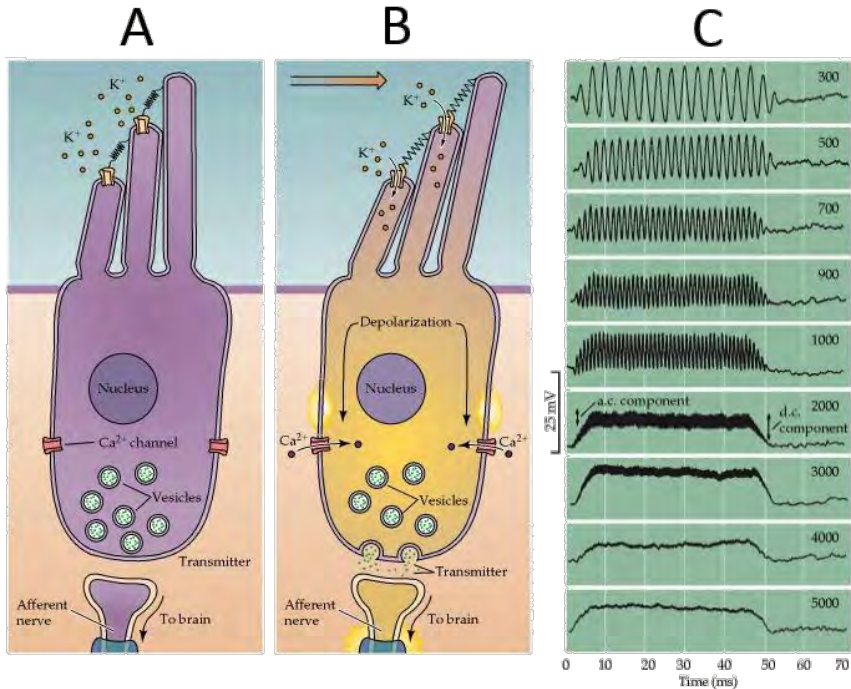 A
B
C
K⁺
K⁺
Nucleus
Ca²⁺ channel
Vesicles
Transmitter
Afferent
nerve
To brain
K⁺
K⁺
Depolarization
Nucleus
Ca²⁺
Ca²⁺
Vesicles
Transmitter
Afferent
nerve
To brain
300
500
700
900
1000
25 mV
a.c. component
d.c.
component
2000
3000
4000
5000
0 10 20 30 40 50 60 70
Time (ms)